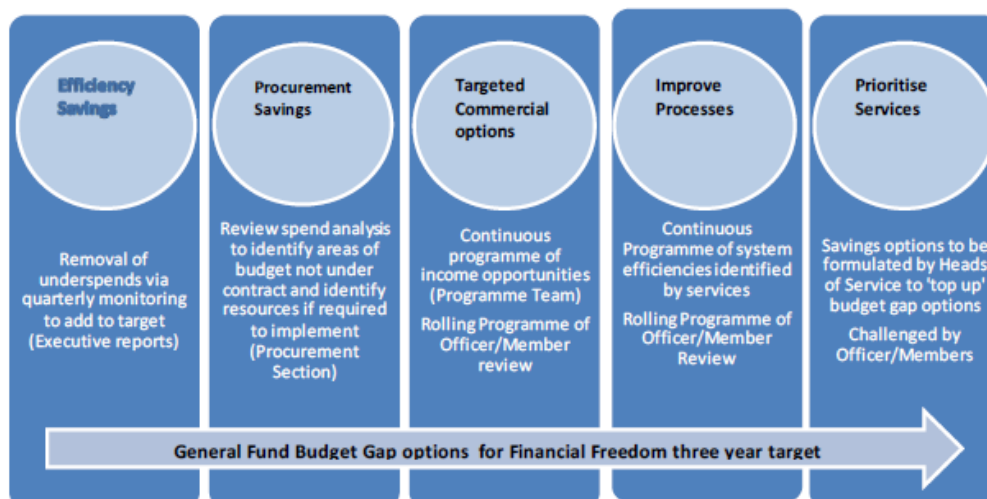 Efficiency
Savings
Removal of
underspends via
quarterly monitoring
to add to target
(Executive reports)
Procurement
Savings
Review spend analysis
to identify areas of
budget not under
contract and identify
resources if required
to implement
(Procurement
Section)
Targeted
Commercial
options
Continuous
programme of
income opportunities
(Programme Team)
Rolling Programme of
Officer/Member
review
Improve
Processes
Continuous
Programme of system
efficiencies identified
by services
Rolling Programme of
Officer/Member
Review
Prioritise
Services
Savings options to be
formulated by Heads
of Service to 'top up'
budget gap options
Challenged by
Officer/Members
General Fund Budget Gap options for Financial Freedom three year target